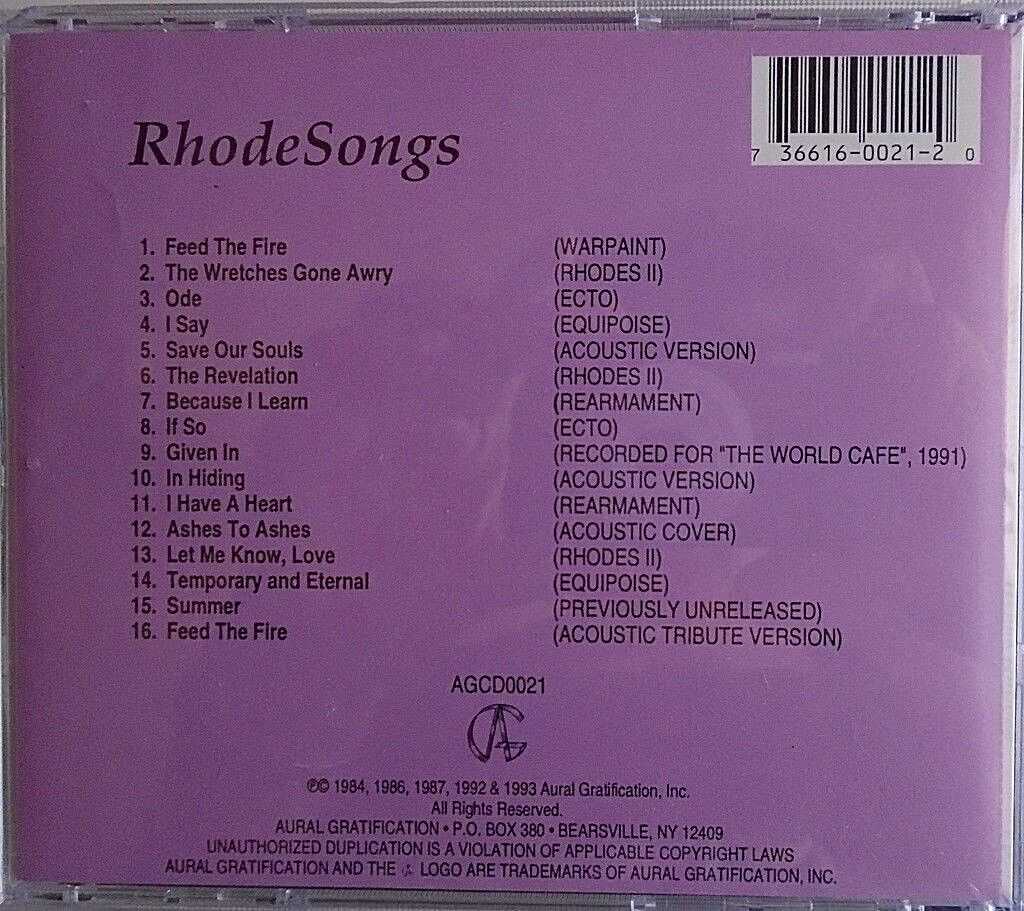 RhodeSongs
7 36616-0021-2 0
1. Feed The Fire (WARPAINT)
2. The Wretches Gone Awry (RHODES II)
3. Ode (ECTO)
4. I Say (EQUIPOISE)
5. Save Our Souls (ACOUSTIC VERSION)
6. The Revelation (RHODES II)
7. Because I Learn (REARMAMENT)
8. If So (ECTO)
9. Given In (RECORDED FOR "THE WORLD CAFE", 1991)
10. In Hiding (ACOUSTIC VERSION)
11. I Have A Heart (REARMAMENT)
12. Ashes To Ashes (ACOUSTIC COVER)
13. Let Me Know, Love (RHODES II)
14. Temporary and Eternal (EQUIPOISE)
15. Summer (PREVIOUSLY UNRELEASED)
16. Feed The Fire (ACOUSTIC TRIBUTE VERSION)
AGCD0021
AG
℗© 1984, 1986, 1987, 1992 & 1993 Aural Gratification, Inc.
All Rights Reserved.
AURAL GRATIFICATION • P.O. BOX 380 • BEARSVILLE, NY 12409
UNAUTHORIZED DUPLICATION IS A VIOLATION OF APPLICABLE COPYRIGHT LAWS
AURAL GRATIFICATION AND THE LOGO ARE TRADEMARKS OF AURAL GRATIFICATION, INC.